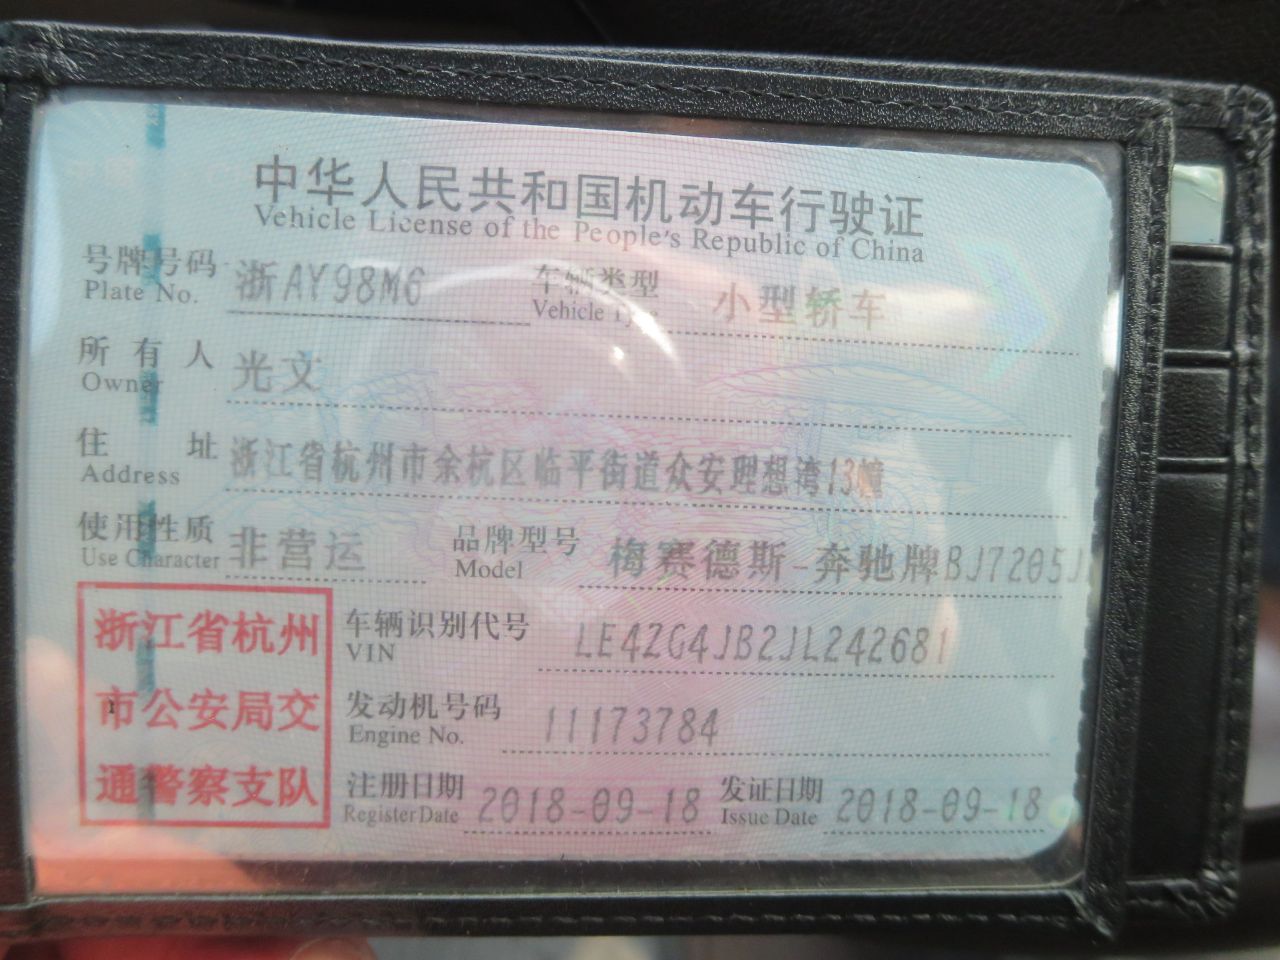 中华人民共和国机动车行驶证
Vehicle License of the People's Republic of China
号牌号码 浙AY98M6 车辆类型 小型轿车
Plate No. Vehicle Type
所有人 光文
Owner
住址 浙江省杭州市余杭区临平街道众安理想湾13幢
Address
使用性质 非营运 品牌型号 梅赛德斯-奔驰牌BJ7205J
Use Character Model
浙江省杭州
市公安局交
通警察支队
车辆识别代号 LE4ZG4JB2JL242681
VIN
发动机号码 11173784
Engine No.
注册日期 2018-09-18 发证日期 2018-09-18
Register Date Issue Date